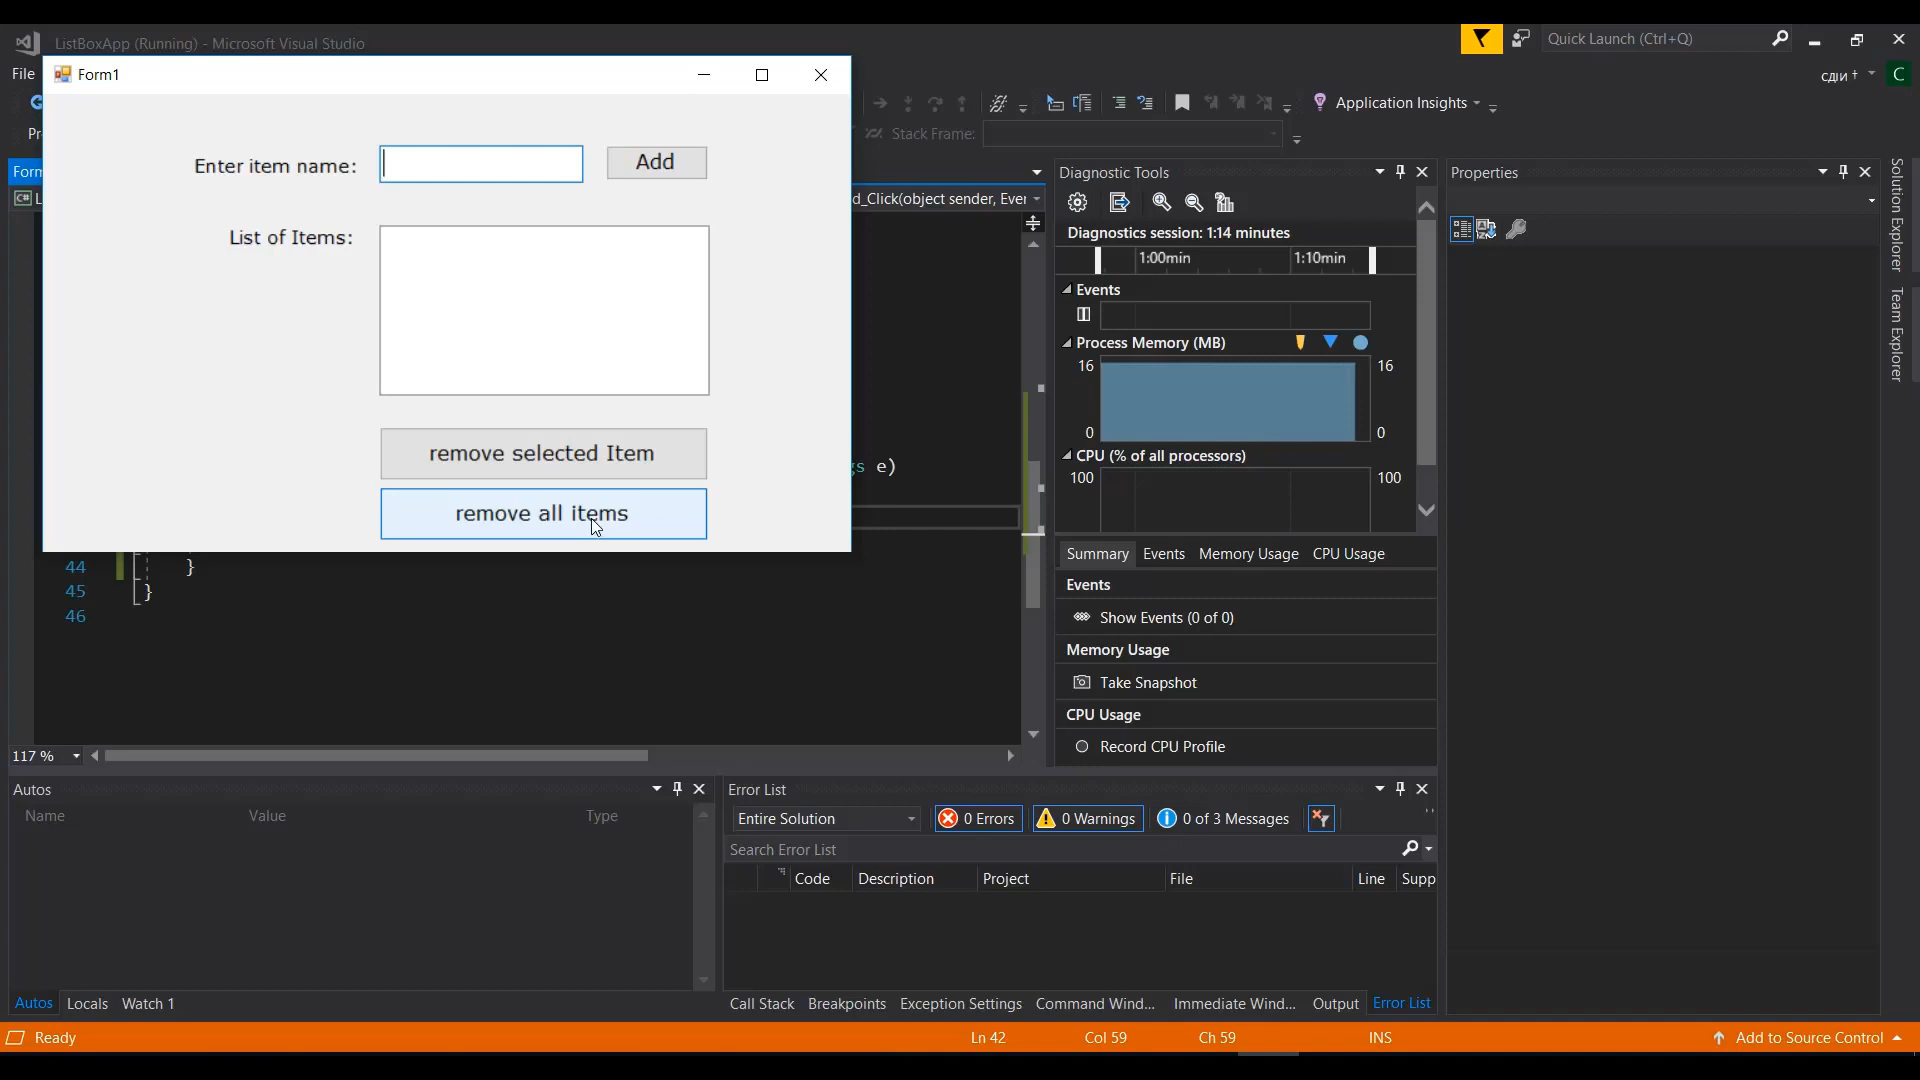 ListBoxApp (Running) - Microsoft Visual Studio
Quick Launch (Ctrl+Q)
File
сди †
C
Form1
Application Insights
Stack Frame:
Enter item name:
Add
List of Items:
remove selected Item
remove all items
d_Click(object sender, Ever
s e)
44 }
45 }
46
117 %
Diagnostic Tools
Diagnostics session: 1:14 minutes
1:00min 1:10min
Events
Process Memory (MB)
16 16
0 0
CPU (% of all processors)
100 100
Summary Events Memory Usage CPU Usage
Events
Show Events (0 of 0)
Memory Usage
Take Snapshot
CPU Usage
Record CPU Profile
Properties
Solution Explorer
Team Explorer
Autos
Name Value Type
Autos Locals Watch 1
Error List
Entire Solution
0 Errors
0 Warnings
0 of 3 Messages
Search Error List
Code Description Project File Line Supp
Call Stack Breakpoints Exception Settings Command Wind... Immediate Wind... Output Error List
Ready
Ln 42 Col 59 Ch 59 INS
Add to Source Control